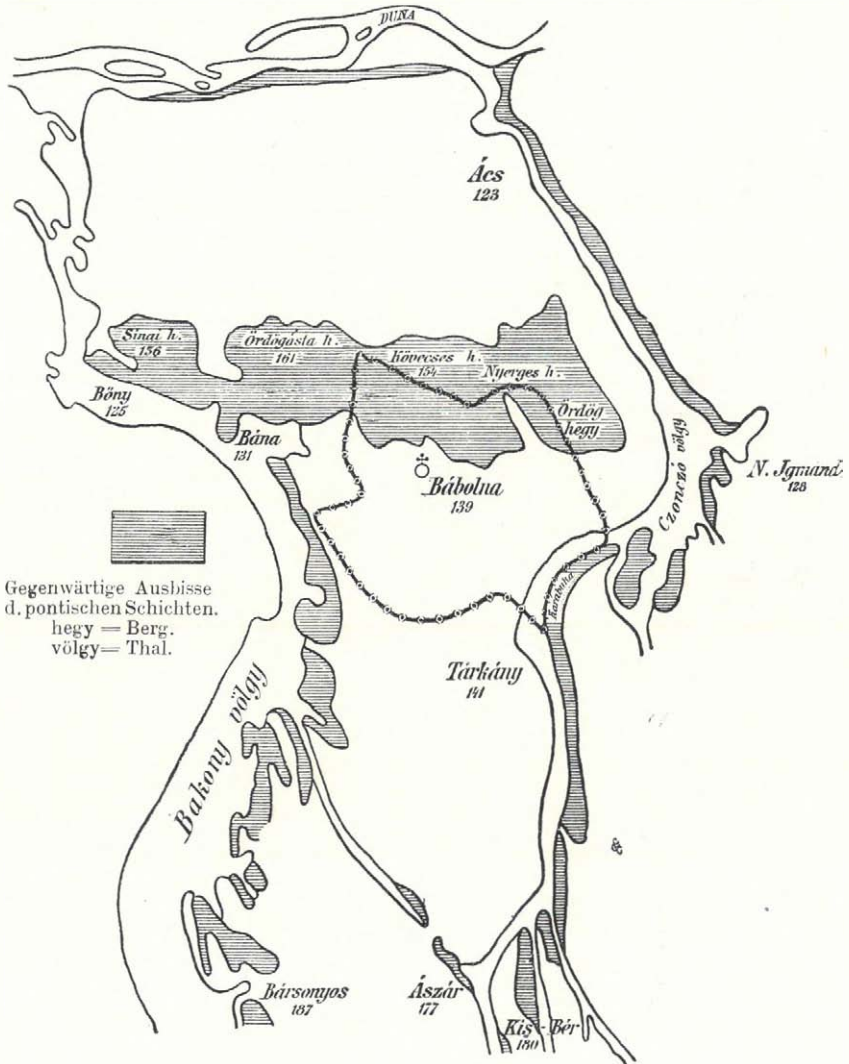 DUNA
Ács
123
Sinai h.
156
Ördögásta h.
161
Kövecses h.
154
Nyerges h.
Ördög
hegy
Bőny
125
Bána
131
Bábolna
139
Czonczó völgy
N. Igmánd
128
Gegenwärtige Ausbisse
d. pontischen Schichten.
hegy = Berg.
völgy = Thal.
Tárkány
141
Bakony völgy
Bársonyos
187
Ászár
177
Kis-Bér
180